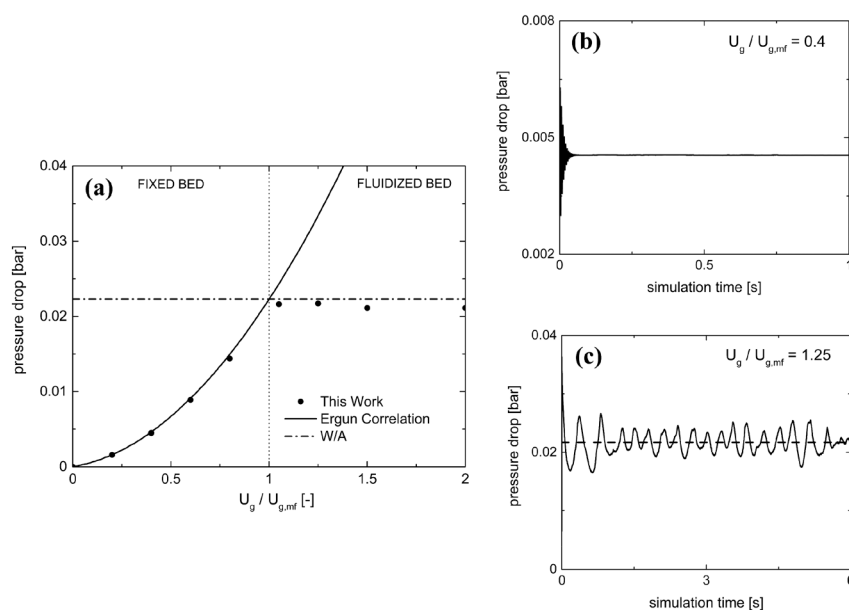 (a)
FIXED BED
FLUIDIZED BED
0.04
0.03
0.02
0.01
0
pressure drop [bar]
This Work
Ergun Correlation
W/A
0 0.5 1 1.5 2
U_g / U_g,mf [-]
(b)
U_g / U_g,mf = 0.4
0.008
0.005
0.002
pressure drop [bar]
0 0.5 1
simulation time [s]
(c)
U_g / U_g,mf = 1.25
0.04
0.02
0
pressure drop [bar]
0 3 6
simulation time [s]